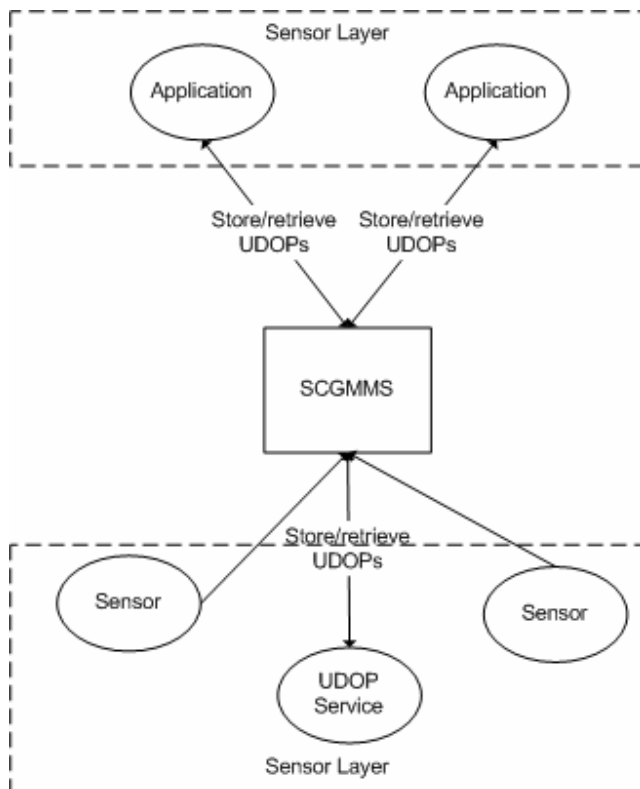 Sensor Layer
Application
Application
Store/retrieve
UDOPs
Store/retrieve
UDOPs
SCGMMS
Store/retrieve
UDOPs
Sensor
Sensor
UDOP
Service
Sensor Layer